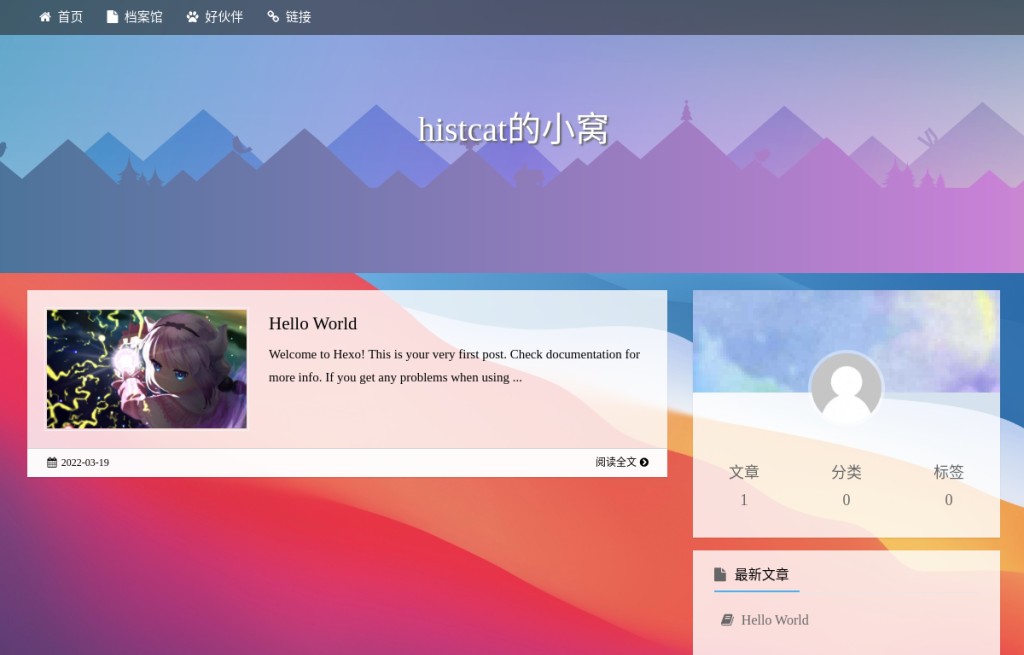 首页 档案馆 好伙伴 链接
histcat的小窝
Hello World
Welcome to Hexo! This is your very first post. Check documentation for
more info. If you get any problems when using ...
2022-03-19 阅读全文
文章 分类 标签
1 0 0
最新文章
Hello World